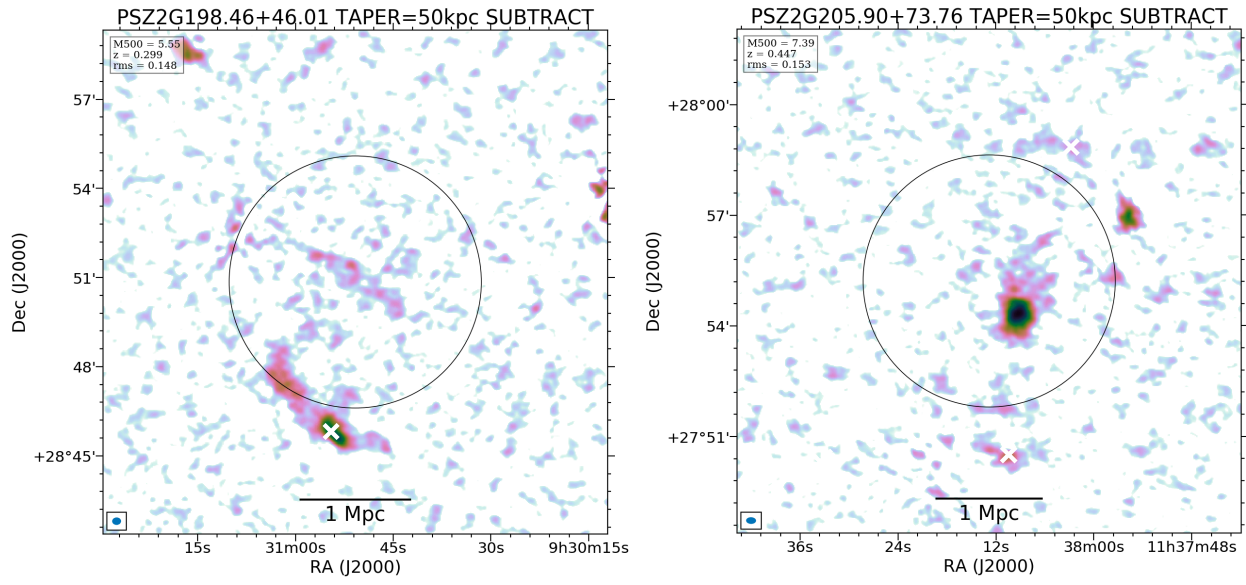 PSZ2G198.46+46.01 TAPER=50kpc SUBTRACT
M500 = 5.55
z = 0.299
rms = 0.148
57'
54'
51'
48'
+28°45'
Dec (J2000)
1 Mpc
15s
31m00s
45s
30s
9h30m15s
RA (J2000)
PSZ2G205.90+73.76 TAPER=50kpc SUBTRACT
M500 = 7.39
z = 0.447
rms = 0.153
+28°00'
57'
54'
+27°51'
Dec (J2000)
1 Mpc
36s
24s
12s
38m00s
11h37m48s
RA (J2000)